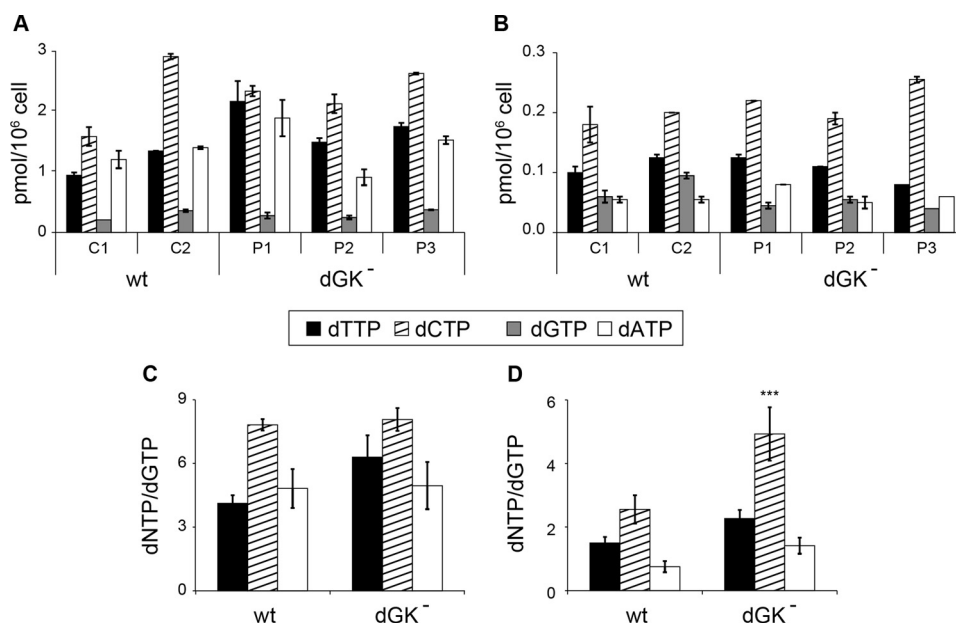 A
B
pmol/10⁶ cell
3
2
1
0
C1 C2 P1 P2 P3
wt dGK⁻
pmol/10⁶ cell
0.3
0.2
0.1
0.0
C1 C2 P1 P2 P3
wt dGK⁻
dTTP dCTP dGTP dATP
C
D
dNTP/dGTP
9
6
3
0
wt dGK⁻
dNTP/dGTP
6
4
2
0
***
wt dGK⁻